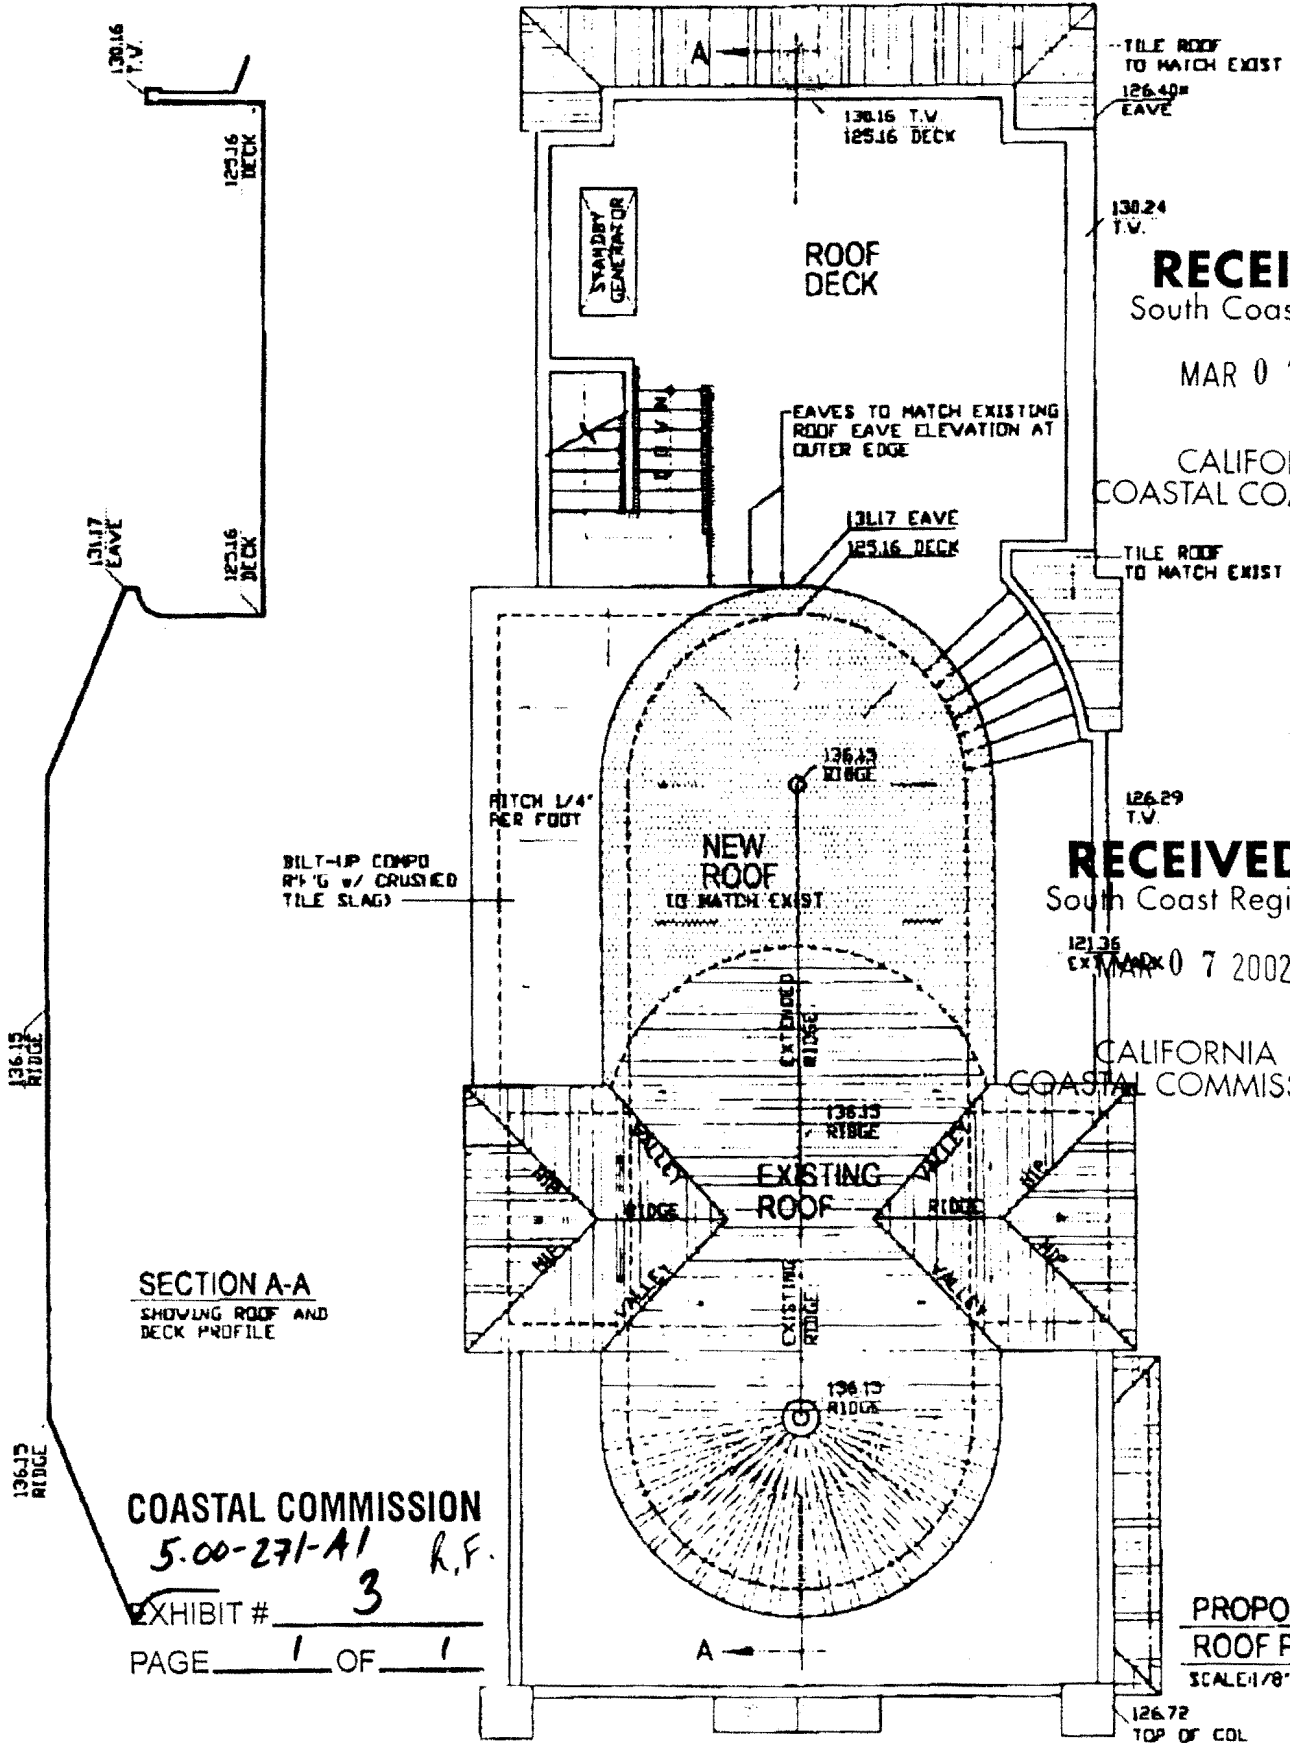 130.16
T.W.
125.16
DECK
131.17
EAVE
125.16
DECK
136.15
RIDGE
136.15
RIDGE
SECTION A-A
SHOWING ROOF AND
DECK PROFILE
A
TILE ROOF
TO MATCH EXIST
126.40*
EAVE
130.16 T.W.
125.16 DECK
130.24
T.W.
STANDBY
GENERATOR
ROOF
DECK
RECEI
South Coas
MAR 0
CALIFO
COASTAL CO
DOWN
EAVES TO MATCH EXISTING
ROOF EAVE ELEVATION AT
OUTER EDGE
131.17 EAVE
125.16 DECK
TILE ROOF
TO MATCH EXIST
136.15
RIDGE
PITCH 1/4"
PER FOOT
126.29
T.W.
BILT-UP COMPO
W/ CRUSHED
TILE SLAG)
NEW
ROOF
TO MATCH EXIST
RECEIVED
South Coast Regi
121.36
MAR 0 7 2002
CALIFORNIA
COASTAL COMMISS
EXTENDED
RIDGE
136.15
RIDGE
VALLEY
VALLEY
HIP
HIP
EXISTING
ROOF
RIDGE
RIDGE
HIP
HIP
VALLEY
VALLEY
EXISTING
RIDGE
136.15
RIDGE
COASTAL COMMISSION
5-00-271-A1 R.F.
EXHIBIT # 3
PAGE 1 OF 1
A
PROPO
ROOF P
SCALE:1/8"
126.72
TOP OF COL